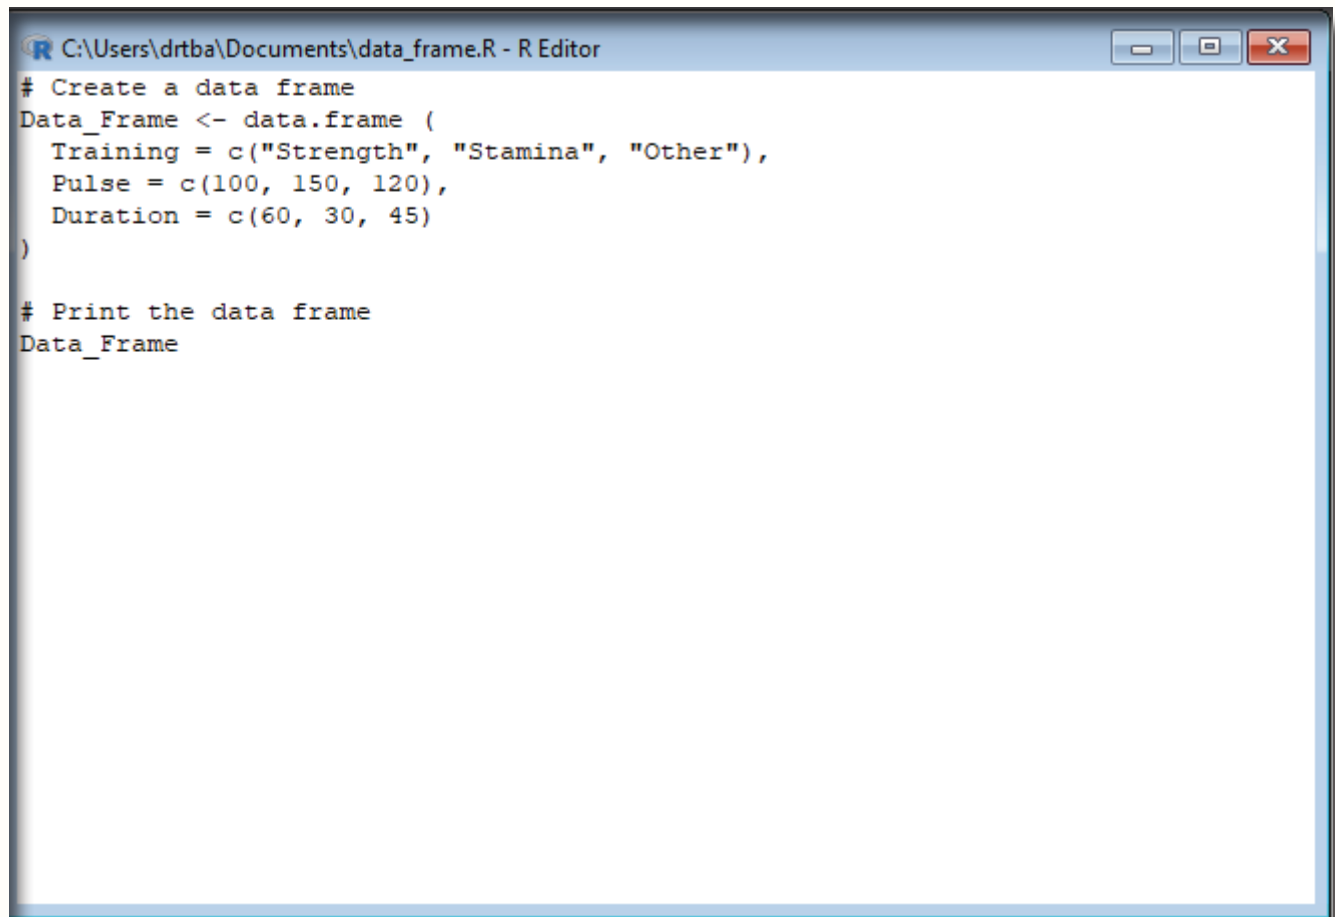 C:\Users\drtba\Documents\data_frame.R - R Editor
# Create a data frame
Data_Frame <- data.frame (
  Training = c("Strength", "Stamina", "Other"),
  Pulse = c(100, 150, 120),
  Duration = c(60, 30, 45)
)

# Print the data frame
Data_Frame